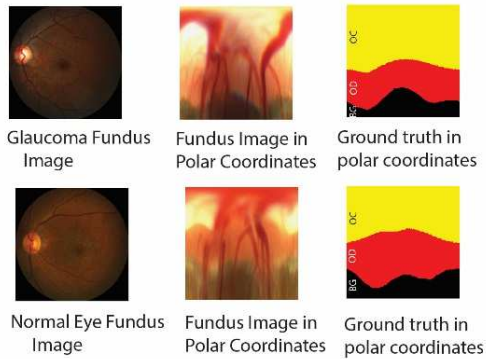 OC
OD
BG
Glaucoma Fundus
Image
Fundus Image in
Polar Coordinates
Ground truth in
polar coordinates
OC
OD
BG
Normal Eye Fundus
Image
Fundus Image in
Polar Coordinates
Ground truth in
polar coordinates